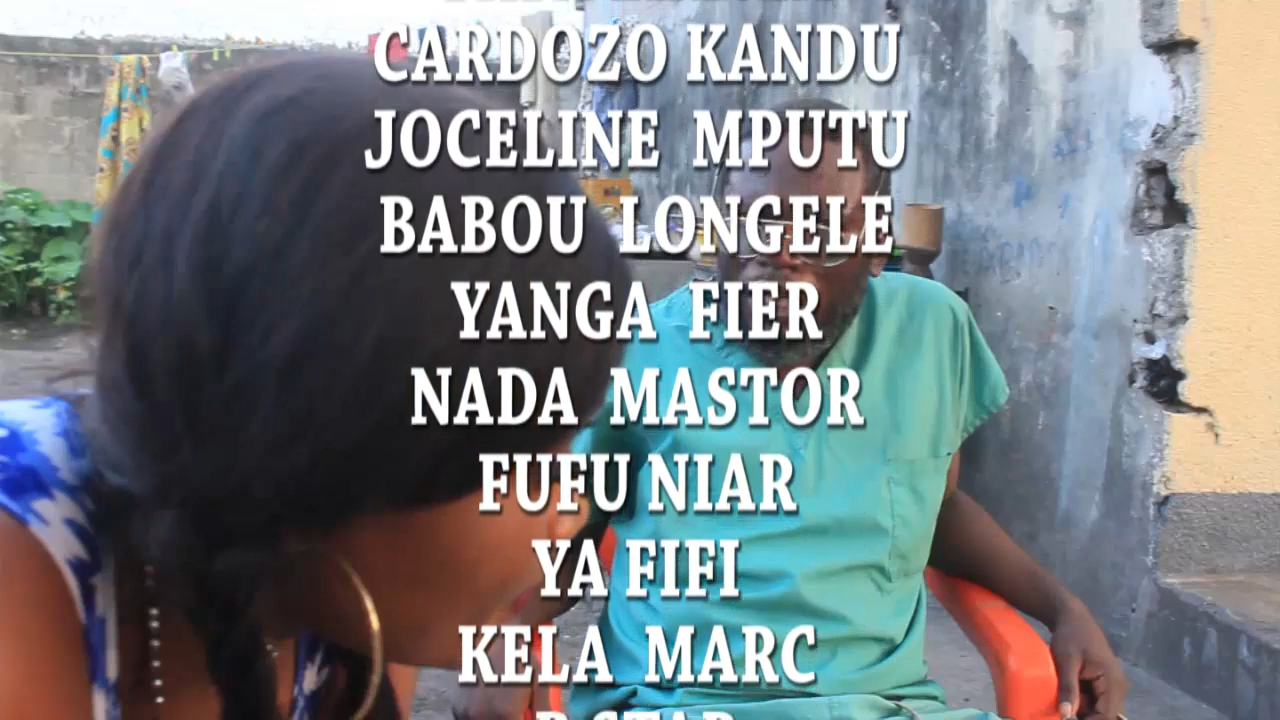 CARDOZO KANDU
JOCELINE MPUTU
BABOU LONGELE
YANGA FIER
NADA MASTOR
FUFU NIAR
YA FIFI
KELA MARC